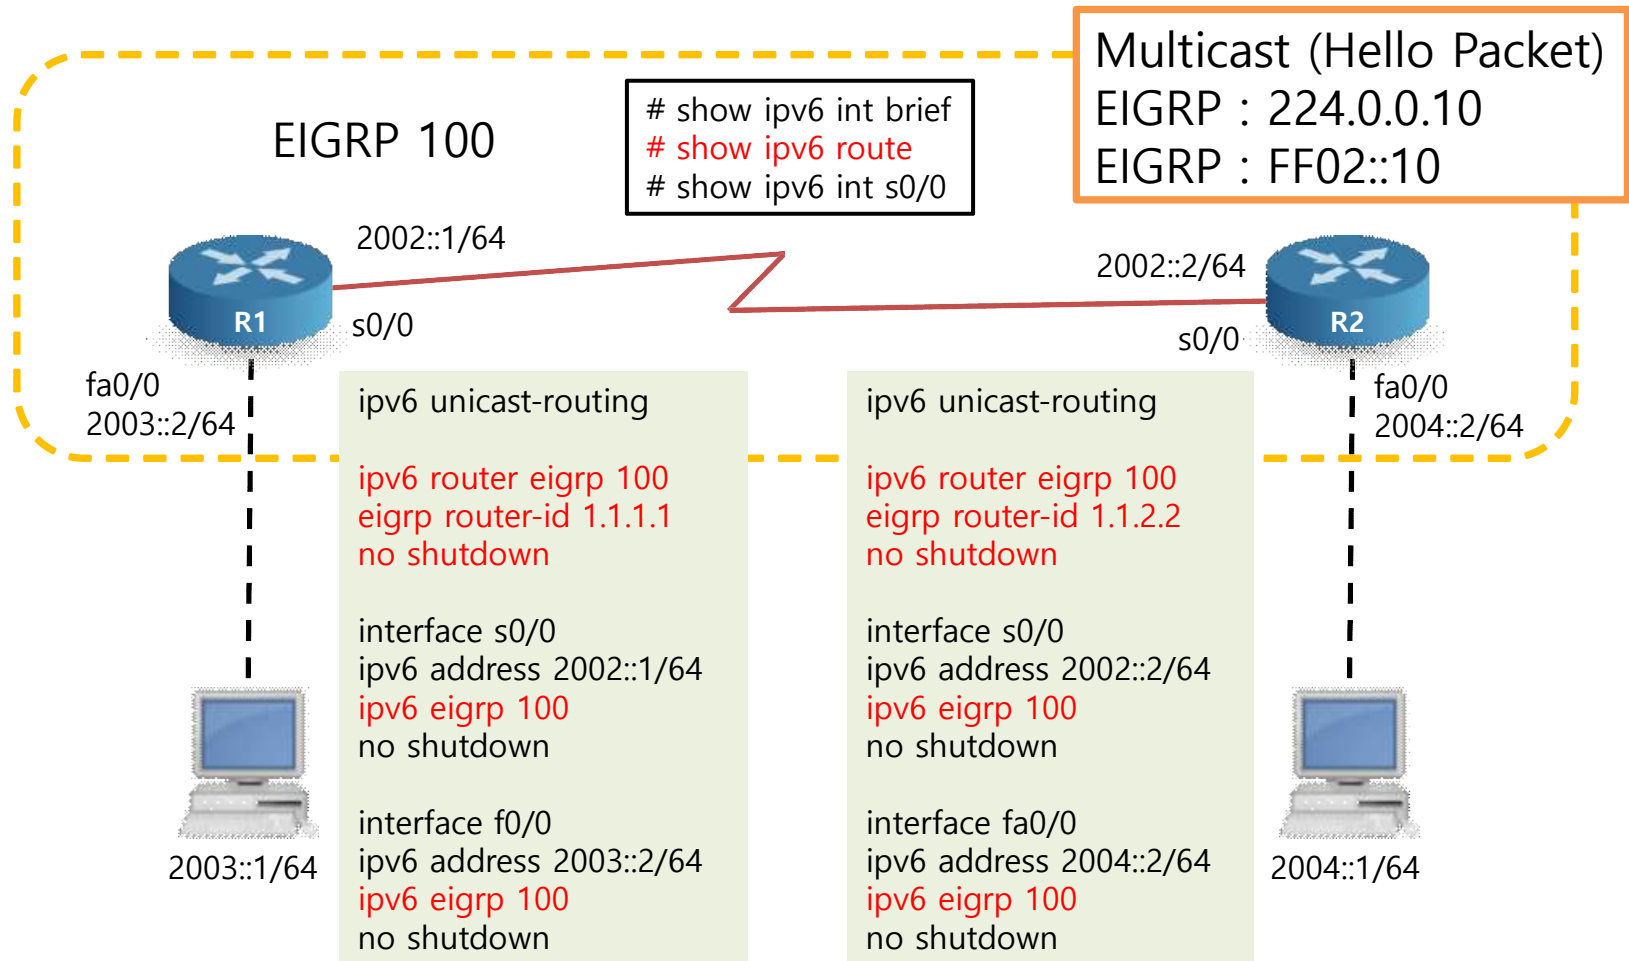 Multicast (Hello Packet)
EIGRP : 224.0.0.10
EIGRP : FF02::10
EIGRP 100
# show ipv6 int brief
# show ipv6 route
# show ipv6 int s0/0
2002::1/64
2002::2/64
R1
s0/0
R2
s0/0
fa0/0
2003::2/64
fa0/0
2004::2/64
ipv6 unicast-routing
ipv6 router eigrp 100
eigrp router-id 1.1.1.1
no shutdown
interface s0/0
ipv6 address 2002::1/64
ipv6 eigrp 100
no shutdown
interface f0/0
ipv6 address 2003::2/64
ipv6 eigrp 100
no shutdown
ipv6 unicast-routing
ipv6 router eigrp 100
eigrp router-id 1.1.2.2
no shutdown
interface s0/0
ipv6 address 2002::2/64
ipv6 eigrp 100
no shutdown
interface fa0/0
ipv6 address 2004::2/64
ipv6 eigrp 100
no shutdown
2003::1/64
2004::1/64